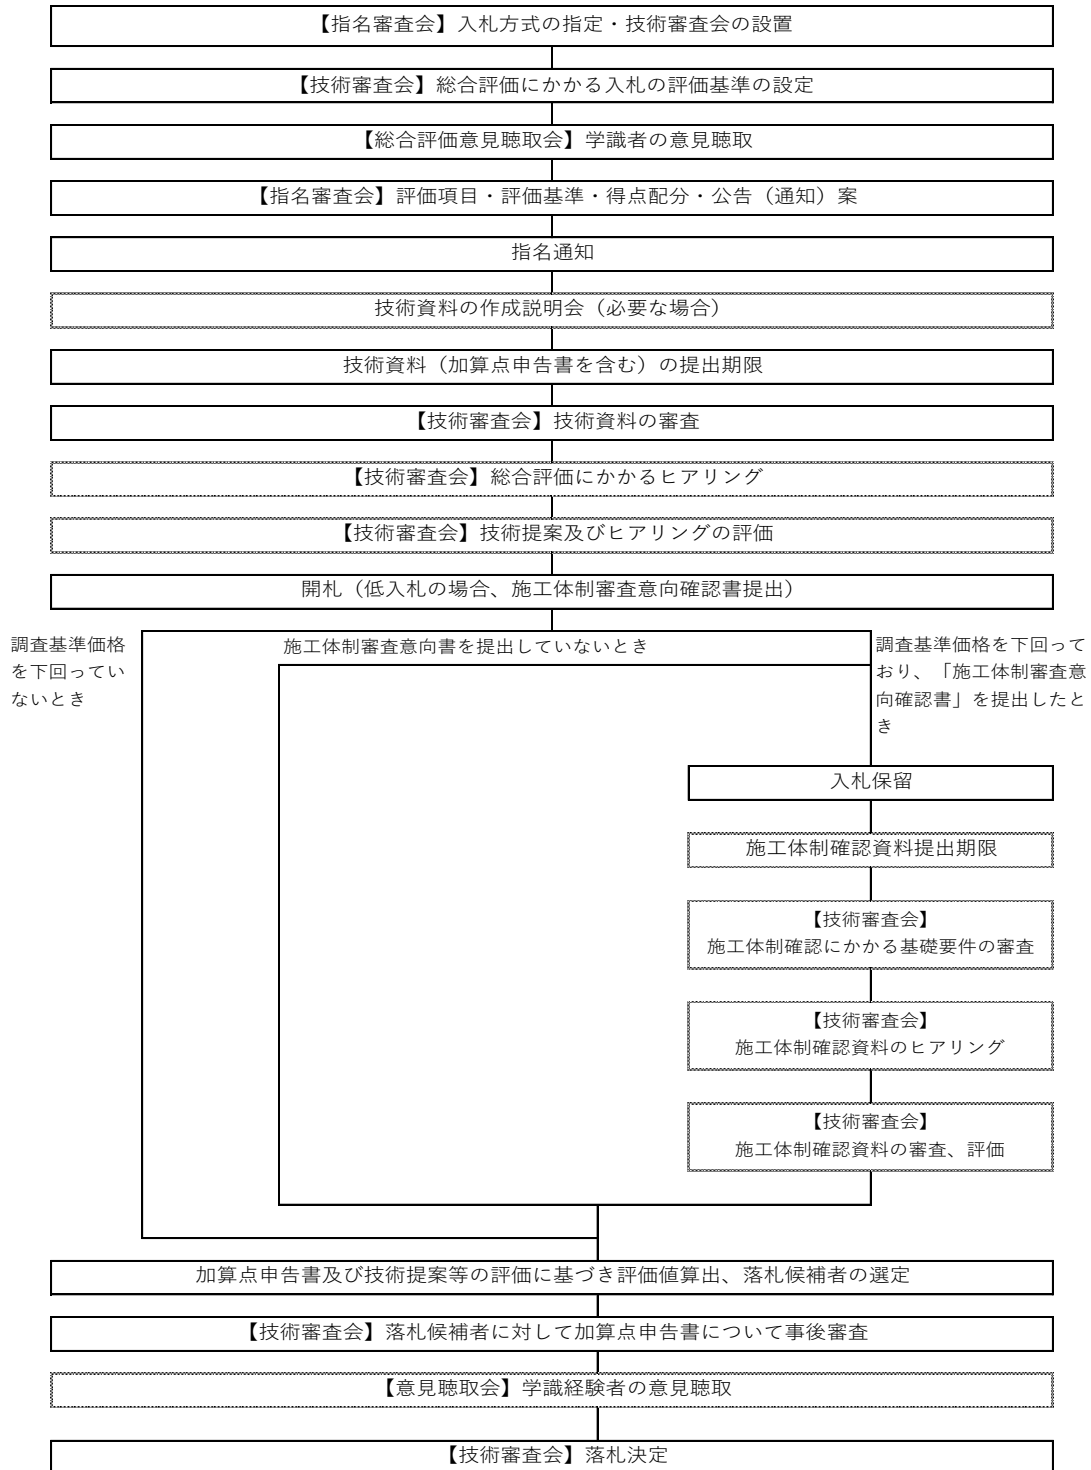 【指名審査会】入札方式の指定・技術審査会の設置
【技術審査会】総合評価にかかる入札の評価基準の設定
【総合評価意見聴取会】学識者の意見聴取
【指名審査会】評価項目・評価基準・得点配分・公告（通知）案
指名通知
技術資料の作成説明会（必要な場合）
技術資料（加算点申告書を含む）の提出期限
【技術審査会】技術資料の審査
【技術審査会】総合評価にかかるヒアリング
【技術審査会】技術提案及びヒアリングの評価
開札（低入札の場合、施工体制審査意向確認書提出）
調査基準価格
を下回ってい
ないとき
施工体制審査意向書を提出していないとき
調査基準価格を下回って
おり、「施工体制審査意
向確認書」を提出したと
き
入札保留
施工体制確認資料提出期限
【技術審査会】
施工体制確認にかかる基礎要件の審査
【技術審査会】
施工体制確認資料のヒアリング
【技術審査会】
施工体制確認資料の審査、評価
加算点申告書及び技術提案等の評価に基づき評価値算出、落札候補者の選定
【技術審査会】落札候補者に対して加算点申告書について事後審査
【意見聴取会】学識経験者の意見聴取
【技術審査会】落札決定